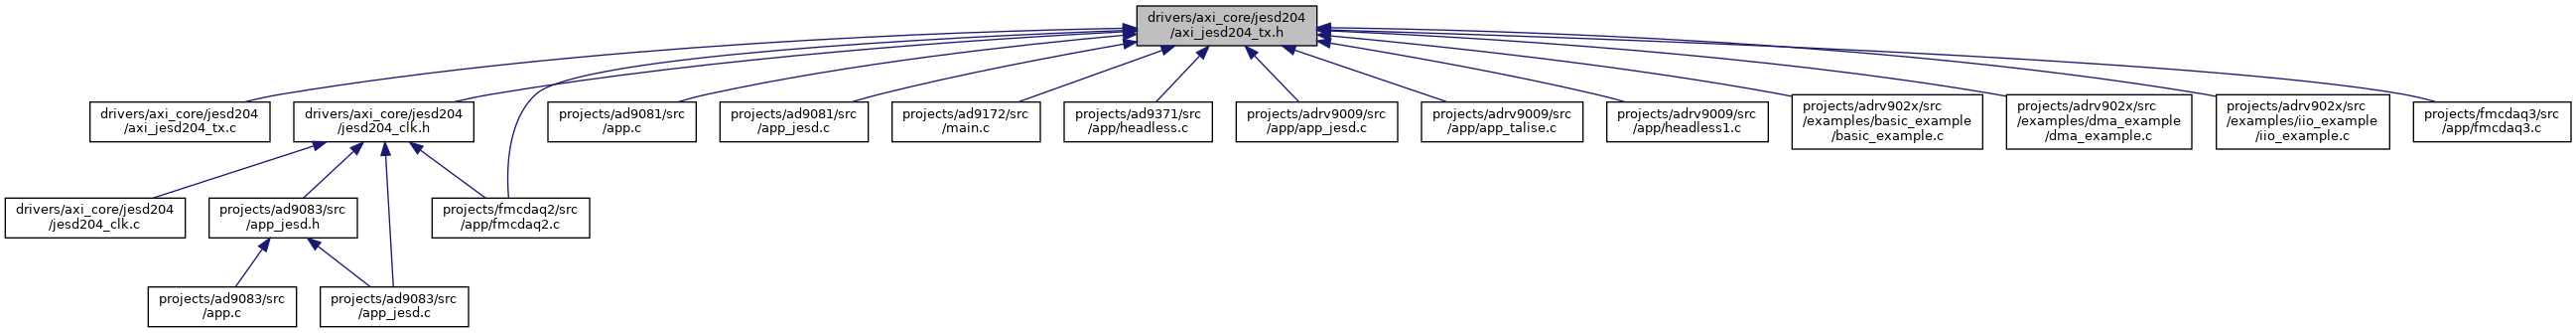 drivers/axi_core/jesd204
/axi_jesd204_tx.h
drivers/axi_core/jesd204
/axi_jesd204_tx.c
drivers/axi_core/jesd204
/jesd204_clk.h
projects/ad9081/src
/app.c
projects/ad9081/src
/app_jesd.c
projects/ad9172/src
/main.c
projects/ad9371/src
/app/headless.c
projects/adrv9009/src
/app/app_jesd.c
projects/adrv9009/src
/app/app_talise.c
projects/adrv9009/src
/app/headless1.c
projects/adrv902x/src
/examples/basic_example
/basic_example.c
projects/adrv902x/src
/examples/dma_example
/dma_example.c
projects/adrv902x/src
/examples/iio_example
/iio_example.c
projects/fmcdaq3/src
/app/fmcdaq3.c
drivers/axi_core/jesd204
/jesd204_clk.c
projects/ad9083/src
/app_jesd.h
projects/fmcdaq2/src
/app/fmcdaq2.c
projects/ad9083/src
/app.c
projects/ad9083/src
/app_jesd.c